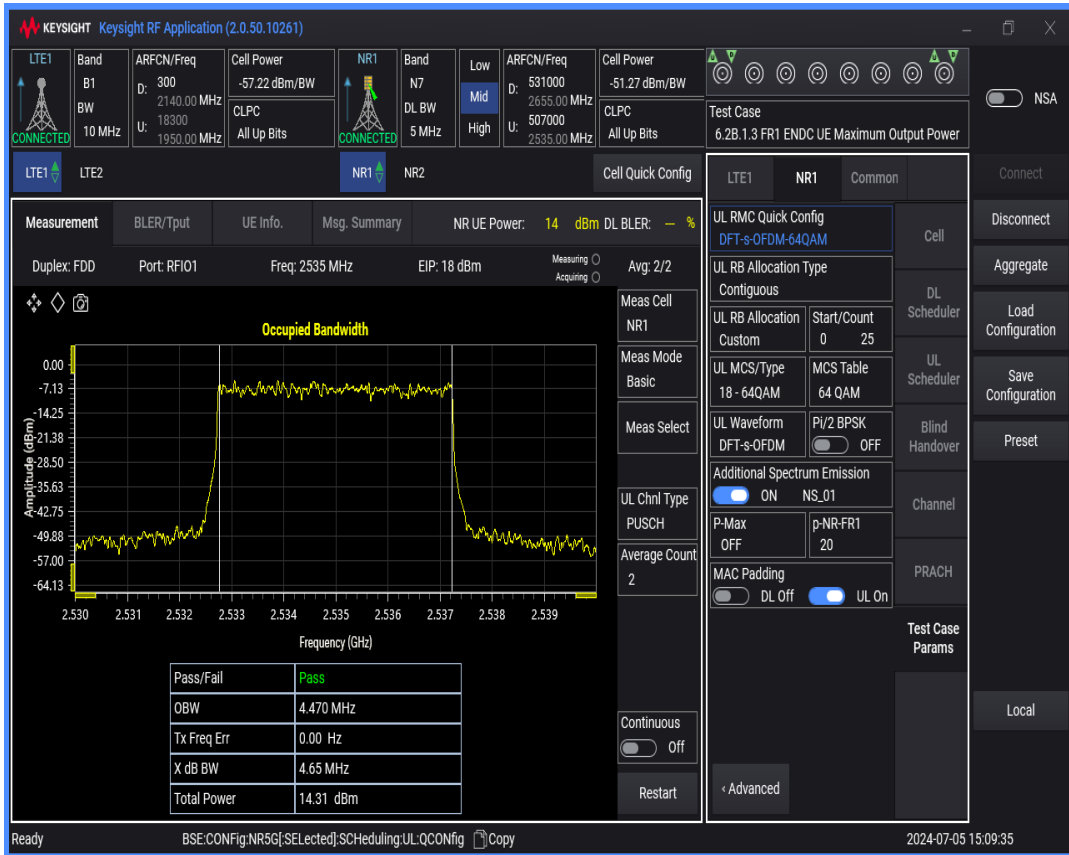 KEYSIGHT Keysight RF Application (2.0.50.10261)
LTE1
CONNECTED
Band
B1
BW
10 MHz
ARFCN/Freq
D: 300
2140.00 MHz
U: 18300
1950.00 MHz
Cell Power
-57.22 dBm/BW
CLPC
All Up Bits
NR1
CONNECTED
Band
N7
DL BW
5 MHz
Low
Mid
High
ARFCN/Freq
D: 531000
2655.00 MHz
U: 507000
2535.00 MHz
Cell Power
-51.27 dBm/BW
CLPC
All Up Bits
Test Case
6.2B.1.3 FR1 ENDC UE Maximum Output Power
NSA
LTE1 LTE2 NR1 NR2 Cell Quick Config
Measurement BLER/Tput UE Info. Msg. Summary NR UE Power: 14 dBm DL BLER: --- %
Duplex: FDD Port: RFIO1 Freq: 2535 MHz EIP: 18 dBm Measuring Acquiring Avg: 2/2
Occupied Bandwidth
Amplitude (dBm)
0.00
-7.13
-14.25
-21.38
-28.50
-35.63
-42.75
-49.88
-57.00
-64.13
2.530 2.531 2.532 2.533 2.534 2.535 2.536 2.537 2.538 2.539
Frequency (GHz)
Pass/Fail Pass
OBW 4.470 MHz
Tx Freq Err 0.00 Hz
X dB BW 4.65 MHz
Total Power 14.31 dBm
Meas Cell
NR1
Meas Mode
Basic
Meas Select
UL Chnl Type
PUSCH
Average Count
2
Continuous
Off
Restart
LTE1 NR1 Common
UL RMC Quick Config
DFT-s-OFDM-64QAM
UL RB Allocation Type
Contiguous
UL RB Allocation
Custom
Start/Count
0 25
UL MCS/Type
18 - 64QAM
MCS Table
64 QAM
UL Waveform
DFT-s-OFDM
Pi/2 BPSK
OFF
Additional Spectrum Emission
ON NS_01
P-Max
OFF
p-NR-FR1
20
MAC Padding
DL Off UL On
‹ Advanced
Cell
DL
Scheduler
UL
Scheduler
Blind
Handover
Channel
PRACH
Test Case
Params
Connect
Disconnect
Aggregate
Load
Configuration
Save
Configuration
Preset
Local
Ready BSE:CONFig:NR5G[:SELected]:SCHeduling:UL:QCONfig Copy 2024-07-05 15:09:35